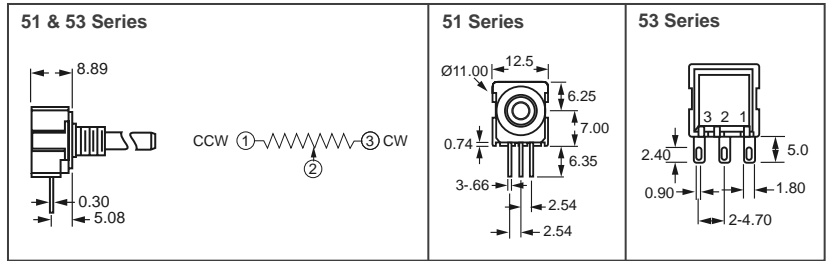 51 & 53 Series
8.89
CCW 1 3 CW
2
0.30
5.08
51 Series
12.5
Ø11.00
6.25
7.00
0.74
6.35
3-.66
2.54
2.54
53 Series
3 2 1
2.40
5.0
0.90
1.80
2-4.70